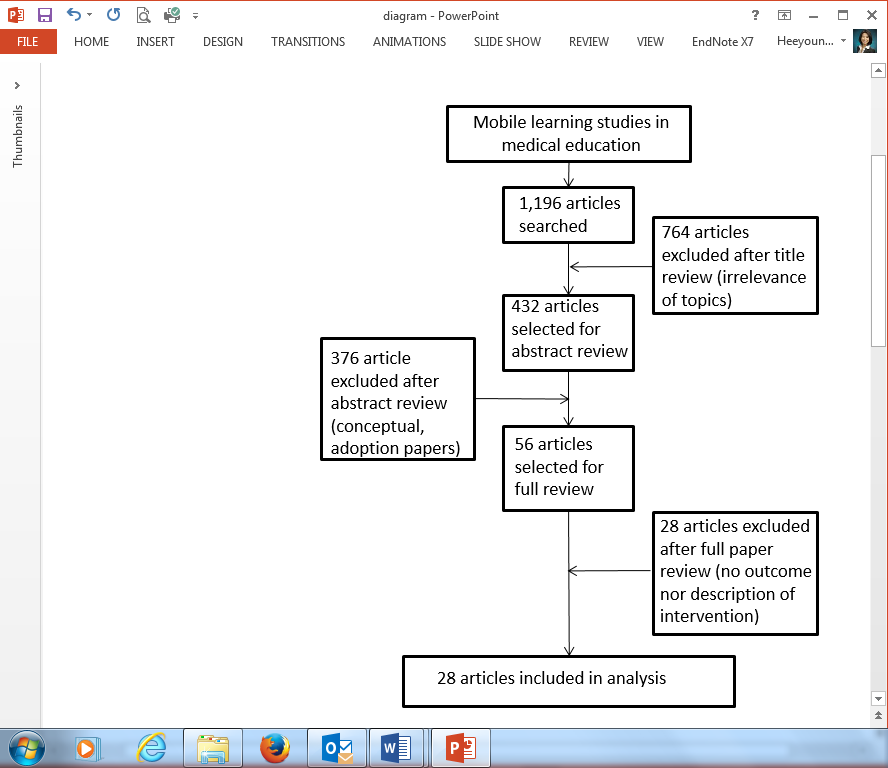 diagram - PowerPoint
?
FILE HOME INSERT DESIGN TRANSITIONS ANIMATIONS SLIDE SHOW REVIEW VIEW EndNote X7 Heeyoun...
Thumbnails
Mobile learning studies in
medical education
1,196 articles
searched
764 articles
excluded after title
review (irrelevance
of topics)
432 articles
selected for
abstract review
376 article
excluded after
abstract review
(conceptual,
adoption papers)
56 articles
selected for
full review
28 articles excluded
after full paper
review (no outcome
nor description of
intervention)
28 articles included in analysis